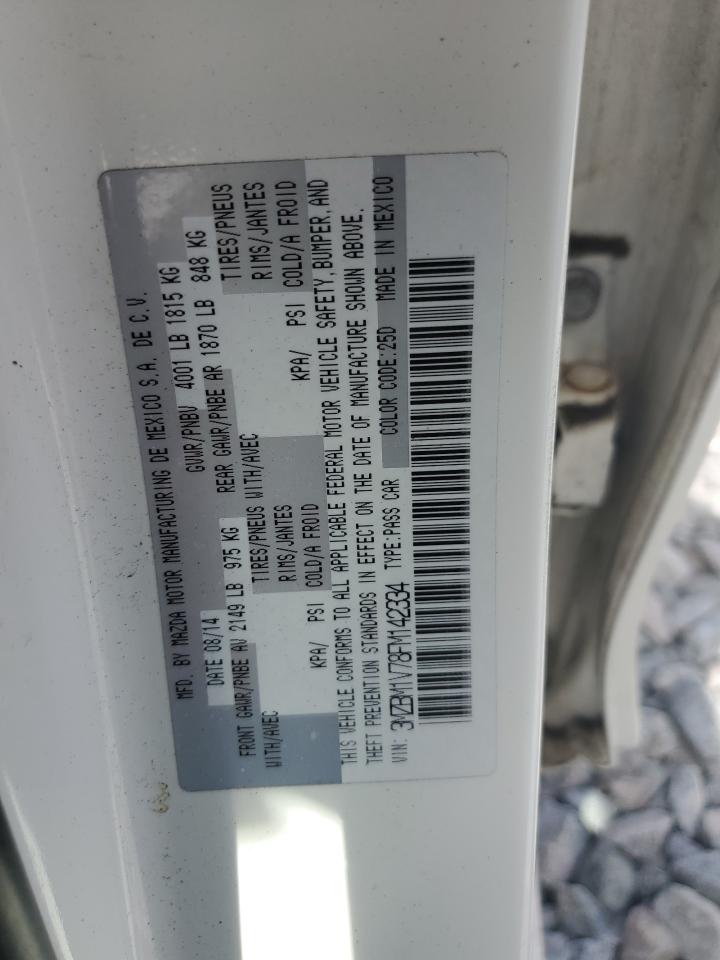 MFD. BY MAZDA MOTOR MANUFACTURING DE MEXICO S.A. DE C.V.
DATE 08/14 GVWR/PNBV 4001 LB 1815 KG
FRONT GAWR/PNBE AV 2149 LB 975 KG REAR GAWR/PNBE AR 1870 LB 848 KG
WITH/AVEC TIRES/PNEUS WITH/AVEC TIRES/PNEUS
RIMS/JANTES RIMS/JANTES
KPA/ PSI COLD/A FROID KPA/ PSI COLD/A FROID
THIS VEHICLE CONFORMS TO ALL APPLICABLE FEDERAL MOTOR VEHICLE SAFETY, BUMPER, AND
THEFT PREVENTION STANDARDS IN EFFECT ON THE DATE OF MANUFACTURE SHOWN ABOVE.
VIN: 3MZBM1V78FM142334 TYPE:PASS CAR COLOR CODE:25D MADE IN MEXICO